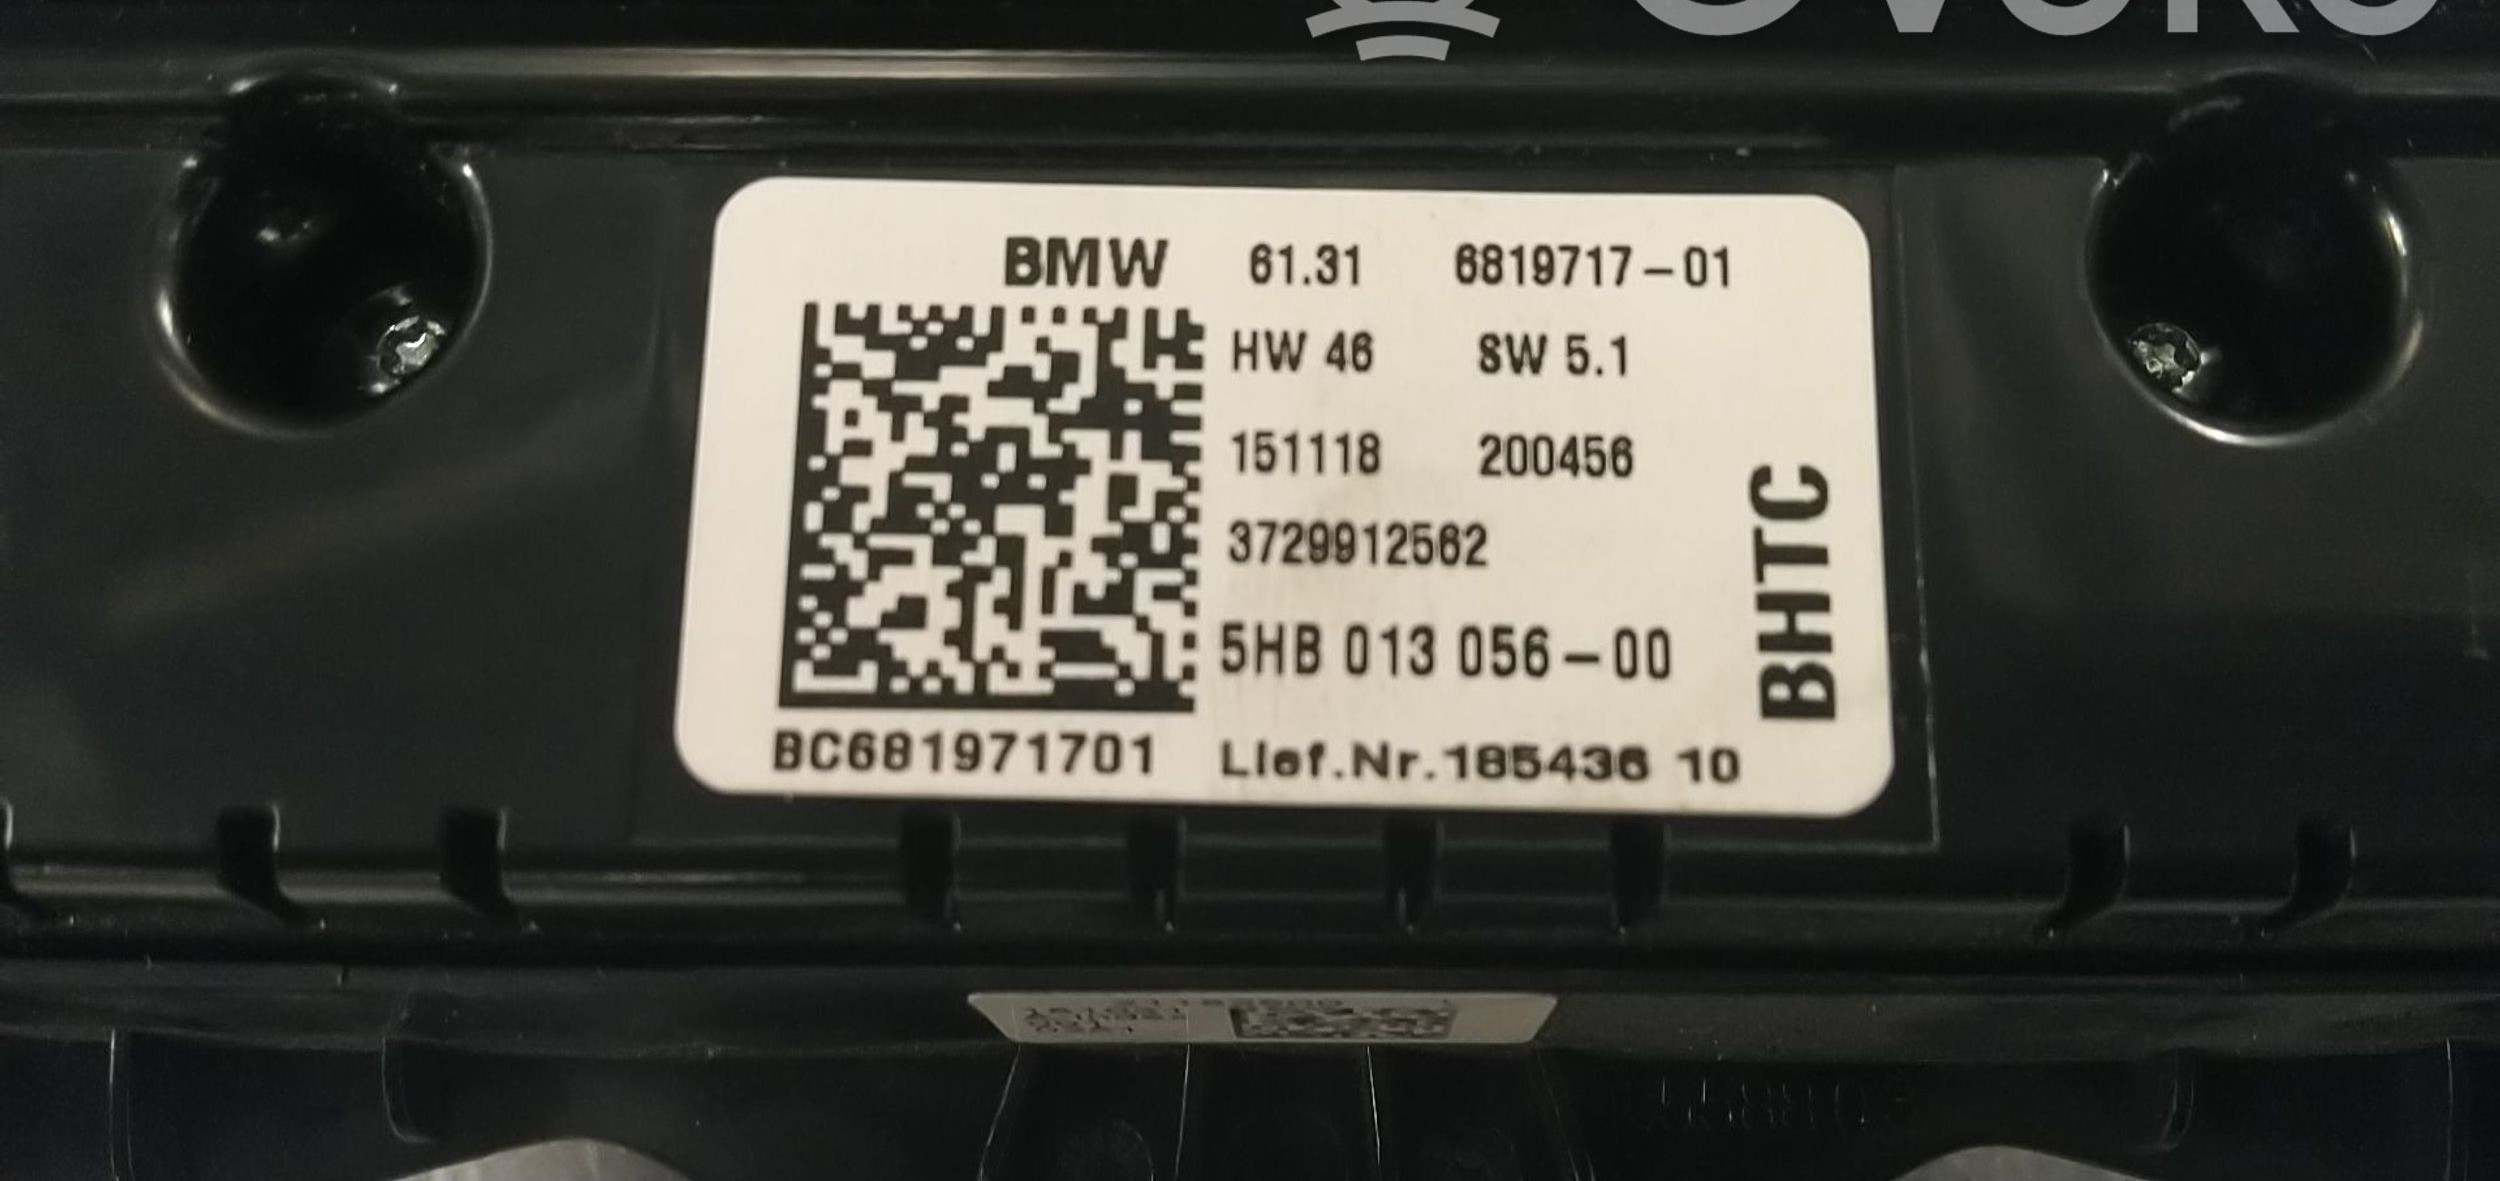 BMW 61.31 6819717-01
HW 46 SW 5.1
151118 200456
3729912562
5HB 013 056-00
BHTC
BC681971701 Lief.Nr.185436 10